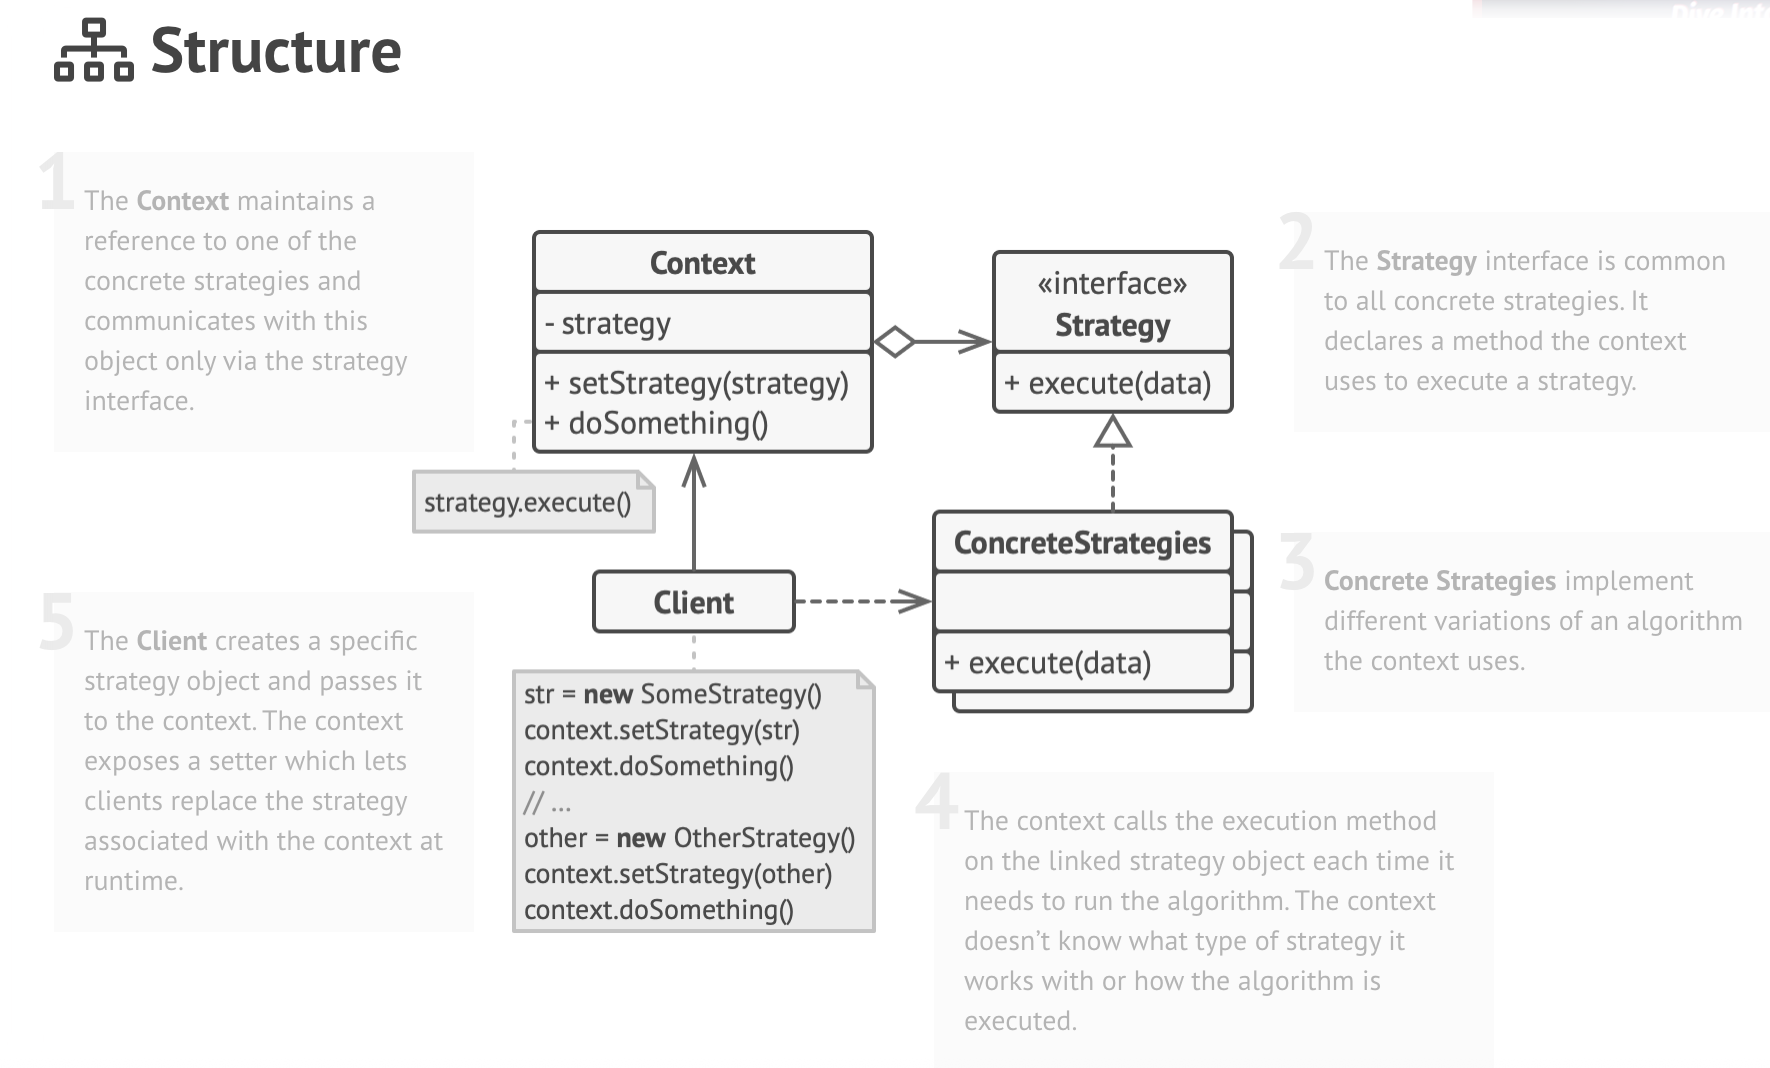 Structure
1
The Context maintains a
reference to one of the
concrete strategies and
communicates with this
object only via the strategy
interface.
Context
- strategy
+ setStrategy(strategy)
+ doSomething()
«interface»
Strategy
+ execute(data)
2
The Strategy interface is common
to all concrete strategies. It
declares a method the context
uses to execute a strategy.
strategy.execute()
Client
ConcreteStrategies
+ execute(data)
3
Concrete Strategies implement
different variations of an algorithm
the context uses.
5
The Client creates a specific
strategy object and passes it
to the context. The context
exposes a setter which lets
clients replace the strategy
associated with the context at
runtime.
str = new SomeStrategy()
context.setStrategy(str)
context.doSomething()
// ...
other = new OtherStrategy()
context.setStrategy(other)
context.doSomething()
4
The context calls the execution method
on the linked strategy object each time it
needs to run the algorithm. The context
doesn’t know what type of strategy it
works with or how the algorithm is
executed.